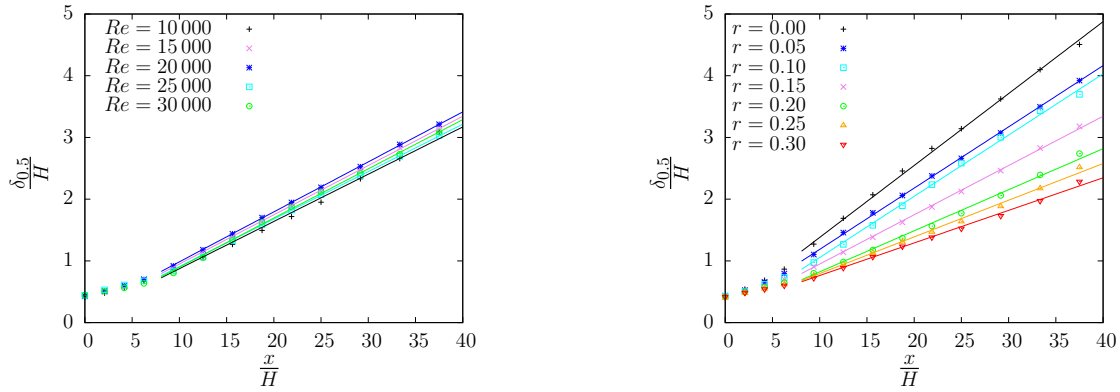 Re = 10 000
Re = 15 000
Re = 20 000
Re = 25 000
Re = 30 000
5
4
3
2
1
0
δ0.5
H
0 5 10 15 20 25 30 35 40
x
H
r = 0.00
r = 0.05
r = 0.10
r = 0.15
r = 0.20
r = 0.25
r = 0.30
5
4
3
2
1
0
δ0.5
H
0 5 10 15 20 25 30 35 40
x
H